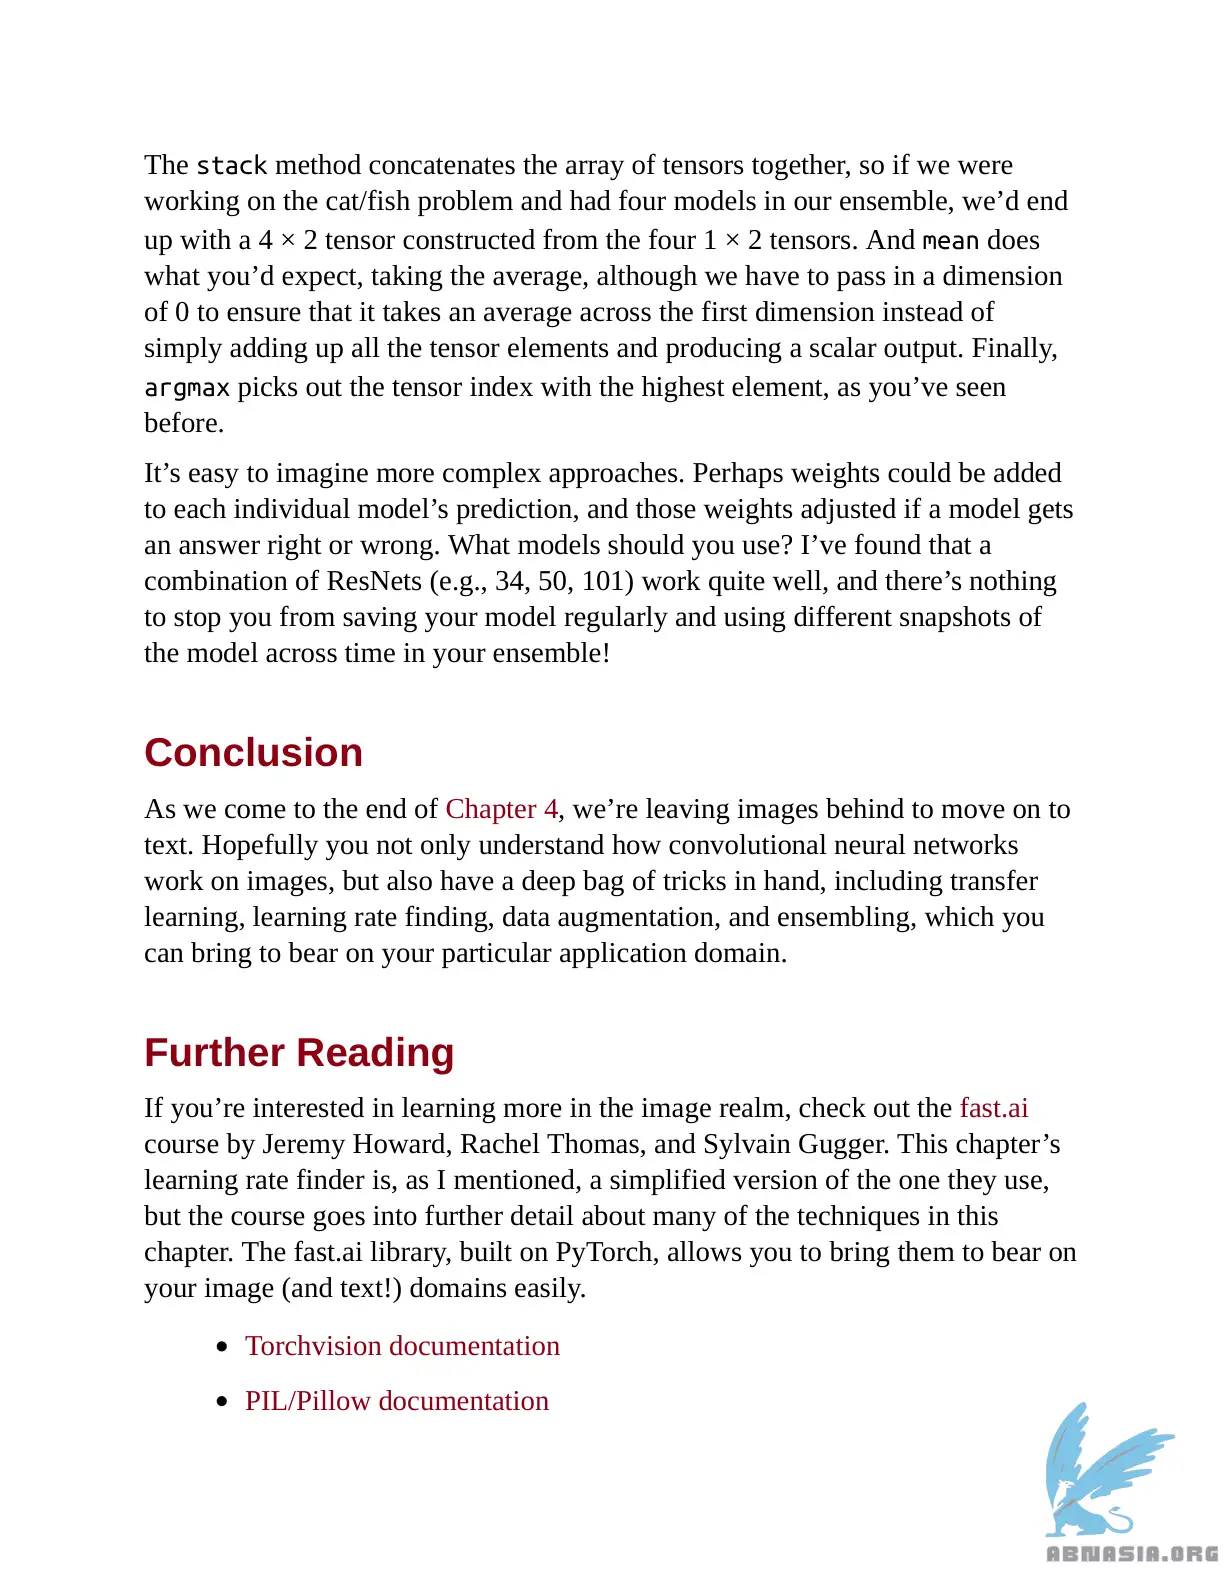 The stack method concatenates the array of tensors together, so if we were
working on the cat/fish problem and had four models in our ensemble, we’d end
up with a 4 × 2 tensor constructed from the four 1 × 2 tensors. And mean does
what you’d expect, taking the average, although we have to pass in a dimension
of 0 to ensure that it takes an average across the first dimension instead of
simply adding up all the tensor elements and producing a scalar output. Finally,
argmax picks out the tensor index with the highest element, as you’ve seen
before.
It’s easy to imagine more complex approaches. Perhaps weights could be added
to each individual model’s prediction, and those weights adjusted if a model gets
an answer right or wrong. What models should you use? I’ve found that a
combination of ResNets (e.g., 34, 50, 101) work quite well, and there’s nothing
to stop you from saving your model regularly and using different snapshots of
the model across time in your ensemble!
Conclusion
As we come to the end of Chapter 4, we’re leaving images behind to move on to
text. Hopefully you not only understand how convolutional neural networks
work on images, but also have a deep bag of tricks in hand, including transfer
learning, learning rate finding, data augmentation, and ensembling, which you
can bring to bear on your particular application domain.
Further Reading
If you’re interested in learning more in the image realm, check out the fast.ai
course by Jeremy Howard, Rachel Thomas, and Sylvain Gugger. This chapter’s
learning rate finder is, as I mentioned, a simplified version of the one they use,
but the course goes into further detail about many of the techniques in this
chapter. The fast.ai library, built on PyTorch, allows you to bring them to bear on
your image (and text!) domains easily.
• Torchvision documentation
• PIL/Pillow documentation
ABNASIA.ORG